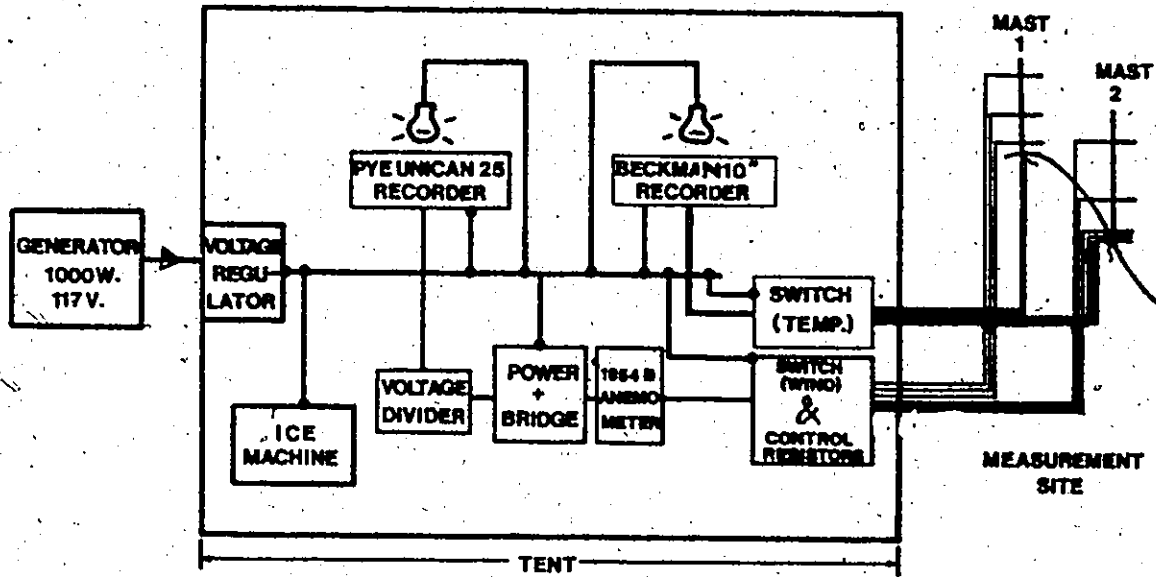 MAST
1
MAST
2
PYE UNICAN 25
RECORDER
BECKMAN 10"
RECORDER
GENERATOR
1000 W.
117 V.
VOLTAGE
REGU
LATOR
SWITCH
(TEMP.)
VOLTAGE
DIVIDER
POWER
+
BRIDGE
ANEMO
METER
SWITCH
(WIND)
&
CONTROL
RESISTORS
ICE
MACHINE
MEASUREMENT
SITE
TENT